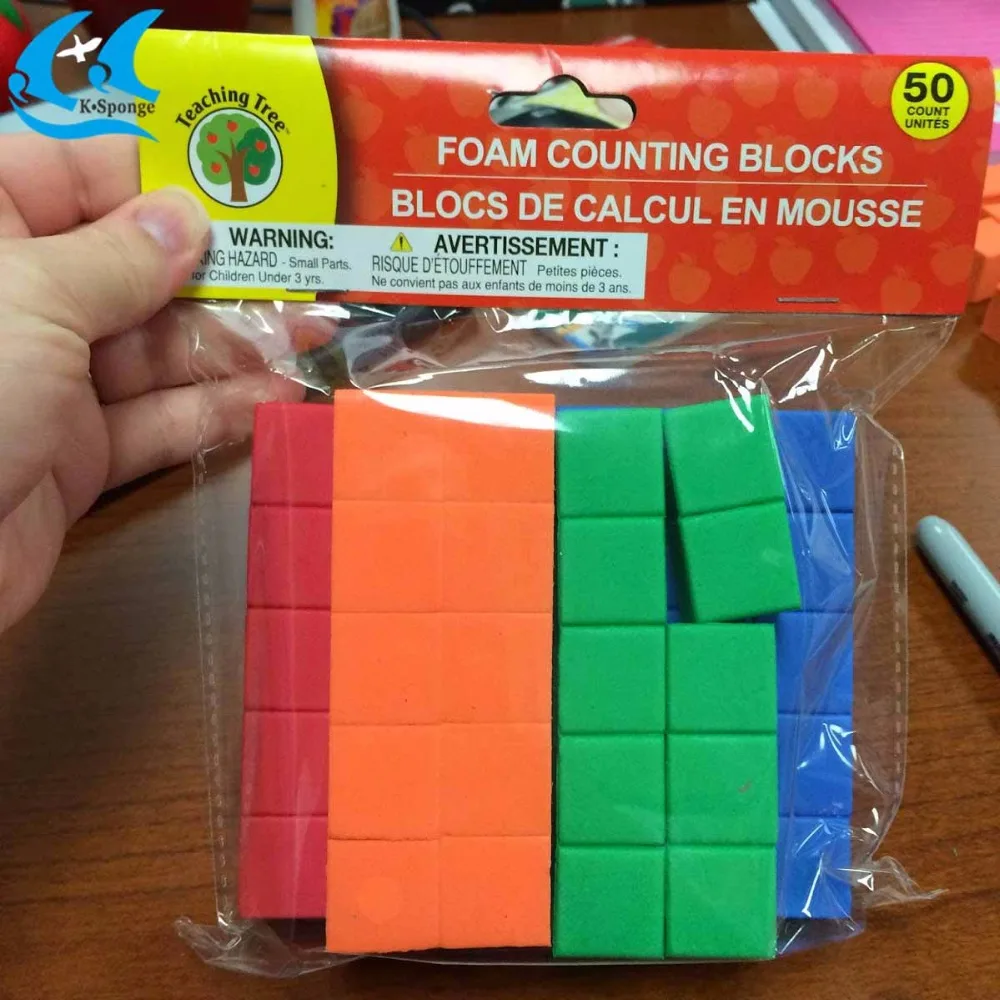 K•Sponge
Teaching Tree™
50
COUNT
UNITÉS
FOAM COUNTING BLOCKS
BLOCS DE CALCUL EN MOUSSE
WARNING:
HAZARD - Small Parts.
Children Under 3 yrs.
AVERTISSEMENT :
RISQUE D'ÉTOUFFEMENT Petites pièces.
Ne convient pas aux enfants de moins de 3 ans.